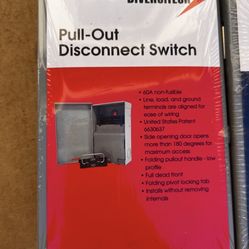 DIVERSITECH
Pull-Out
Disconnect Switch
• 60A non-fusible
• Line, load, and ground
terminals are aligned for
ease of wiring
• United States Patent
6630637
• Side opening door opens
more than 180 degrees for
maximum access
• Folding pullout handle - low
profile
• Full dead front
• Folding pivot locking tab
• Installs without removing
internals